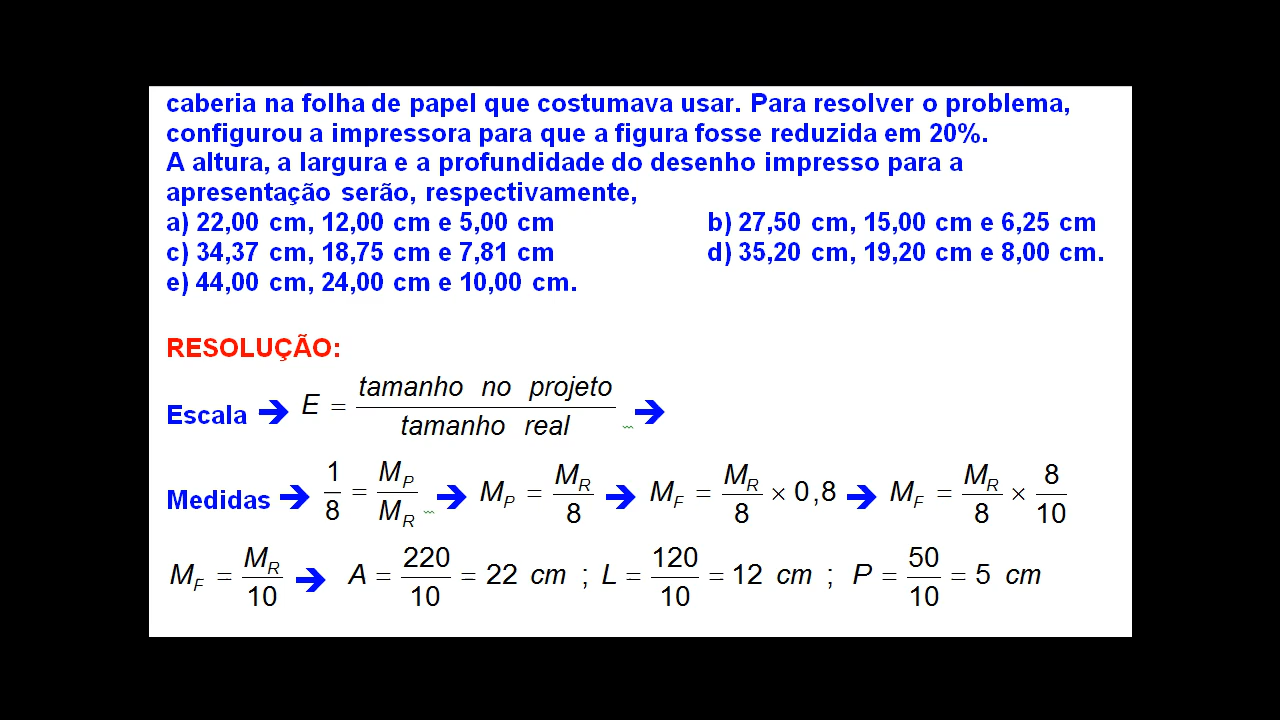 caberia na folha de papel que costumava usar. Para resolver o problema,
configurou a impressora para que a figura fosse reduzida em 20%.
A altura, a largura e a profundidade do desenho impresso para a
apresentação serão, respectivamente,
a) 22,00 cm, 12,00 cm e 5,00 cm b) 27,50 cm, 15,00 cm e 6,25 cm
c) 34,37 cm, 18,75 cm e 7,81 cm d) 35,20 cm, 19,20 cm e 8,00 cm.
e) 44,00 cm, 24,00 cm e 10,00 cm.
RESOLUÇÃO:
Escala ➔ E = tamanho no projeto / tamanho real ➔
Medidas ➔ 1/8 = M_P/M_R ➔ M_P = M_R/8 ➔ M_F = M_R/8 × 0,8 ➔ M_F = M_R/8 × 8/10
M_F = M_R/10 ➔ A = 220/10 = 22 cm ; L = 120/10 = 12 cm ; P = 50/10 = 5 cm